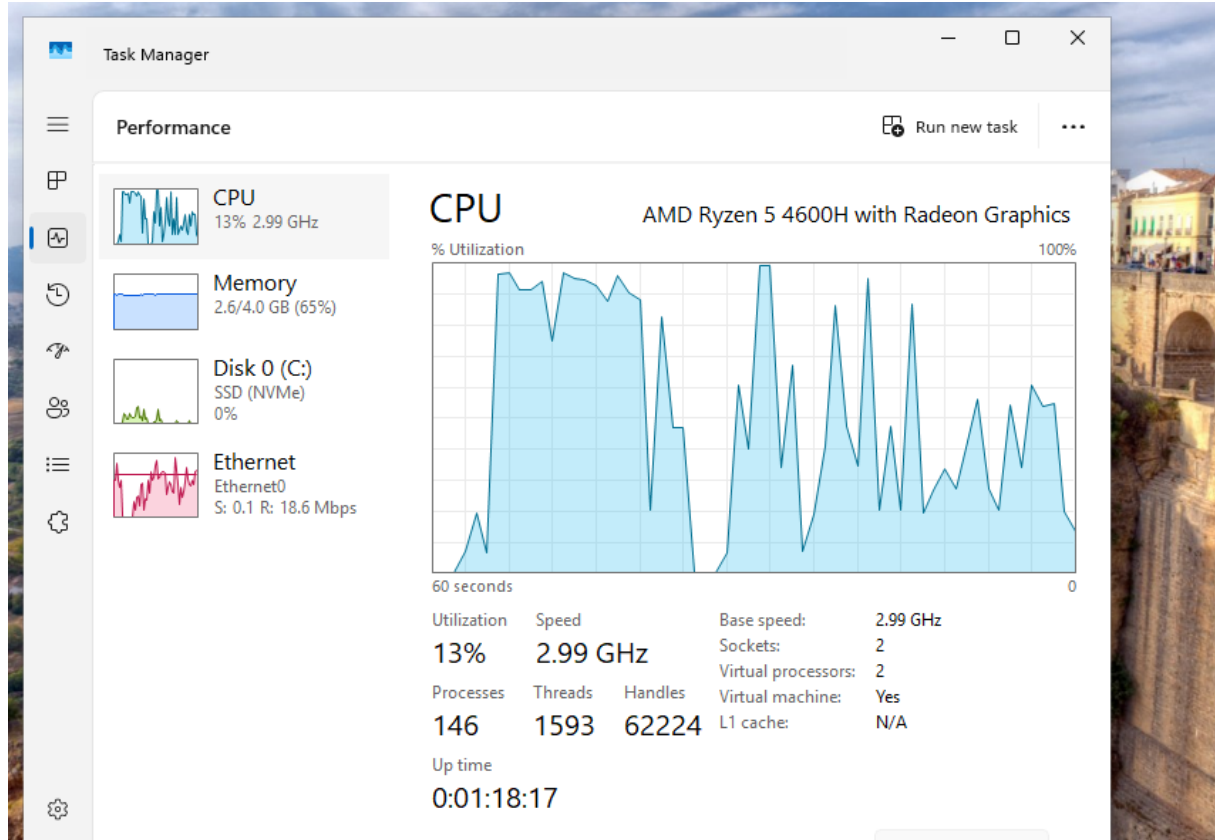 Task Manager
Performance
Run new task
CPU
13% 2.99 GHz
Memory
2.6/4.0 GB (65%)
Disk 0 (C:)
SSD (NVMe)
0%
Ethernet
Ethernet0
S: 0.1 R: 18.6 Mbps
CPU
AMD Ryzen 5 4600H with Radeon Graphics
% Utilization
100%
60 seconds
0
Utilization
Speed
13%
2.99 GHz
Processes
Threads
Handles
146
1593
62224
Up time
0:01:18:17
Base speed: 2.99 GHz
Sockets: 2
Virtual processors: 2
Virtual machine: Yes
L1 cache: N/A